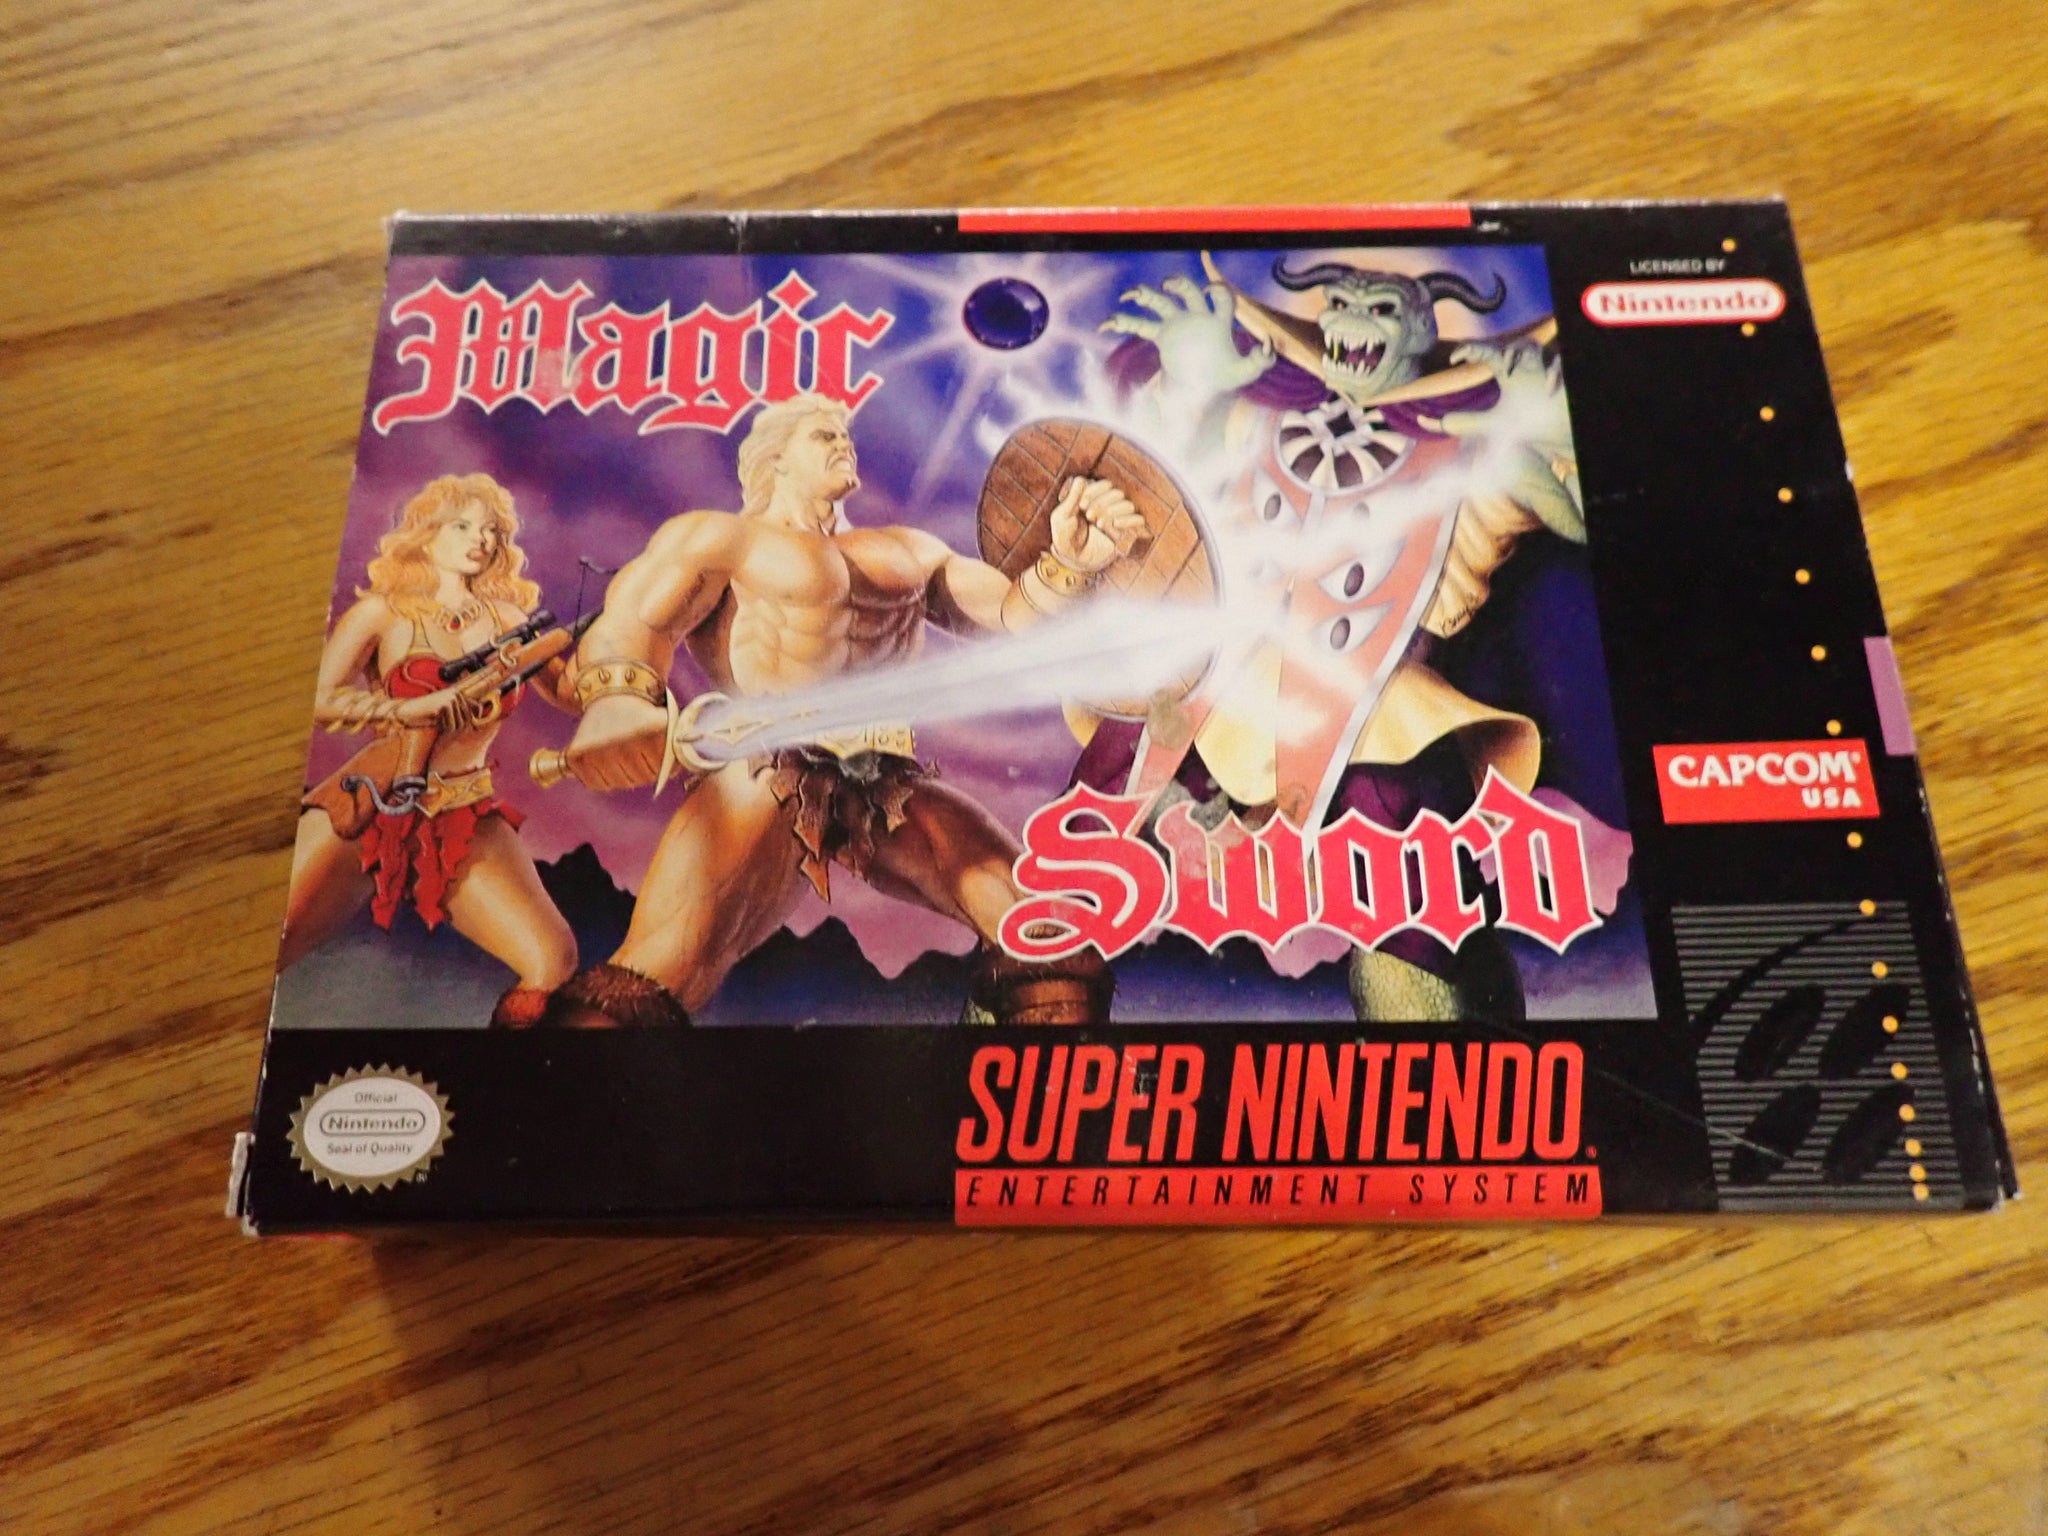 Magic
LICENSED BY
Nintendo®
CAPCOM®
USA
Sword
Official
Nintendo
Seal of Quality
SUPER NINTENDO®
ENTERTAINMENT SYSTEM